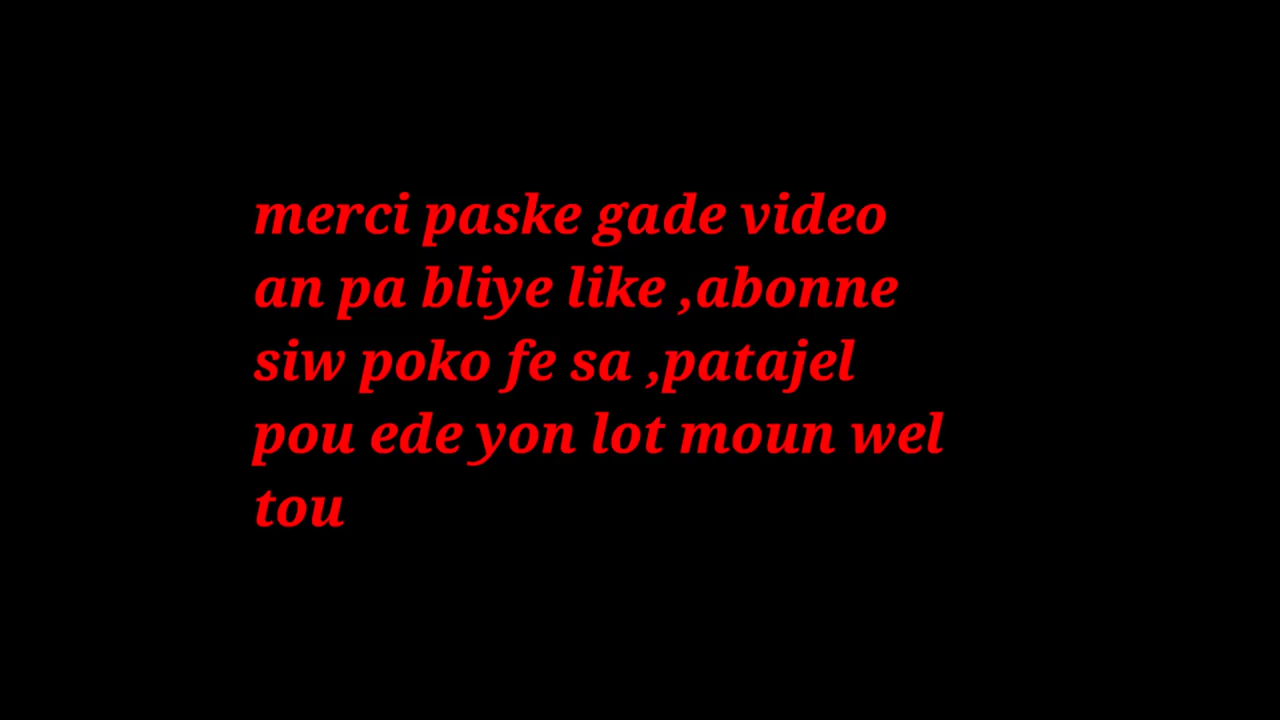 merci paske gade video
an pa bliye like ,abonne
siw poko fe sa ,patajel
pou ede yon lot moun wel
tou